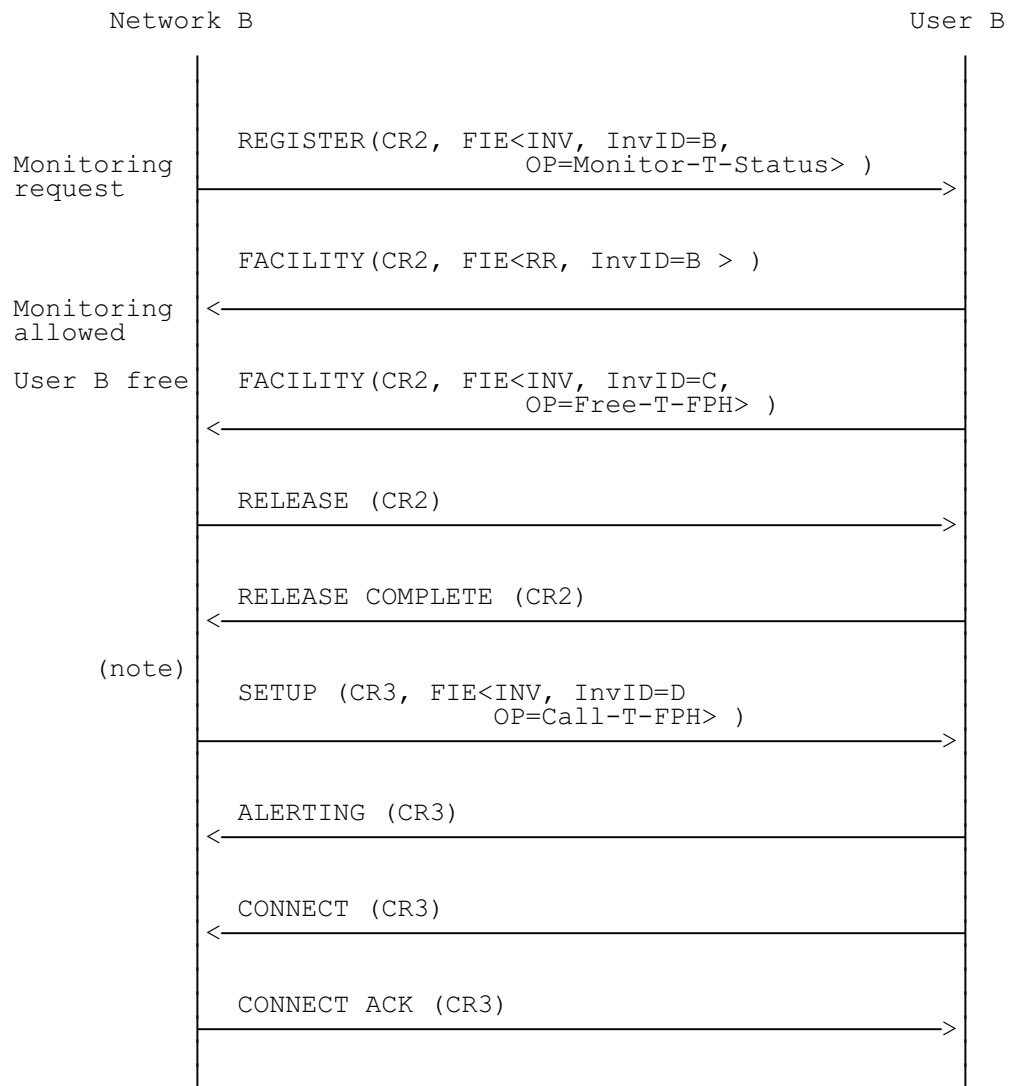 Network B User B
REGISTER(CR2, FIE<INV, InvID=B,
Monitoring OP=Monitor-T-Status> )
request
FACILITY(CR2, FIE<RR, InvID=B > )
Monitoring
allowed
User B free FACILITY(CR2, FIE<INV, InvID=C,
OP=Free-T-FPH> )
RELEASE (CR2)
RELEASE COMPLETE (CR2)
(note)
SETUP (CR3, FIE<INV, InvID=D
OP=Call-T-FPH> )
ALERTING (CR3)
CONNECT (CR3)
CONNECT ACK (CR3)